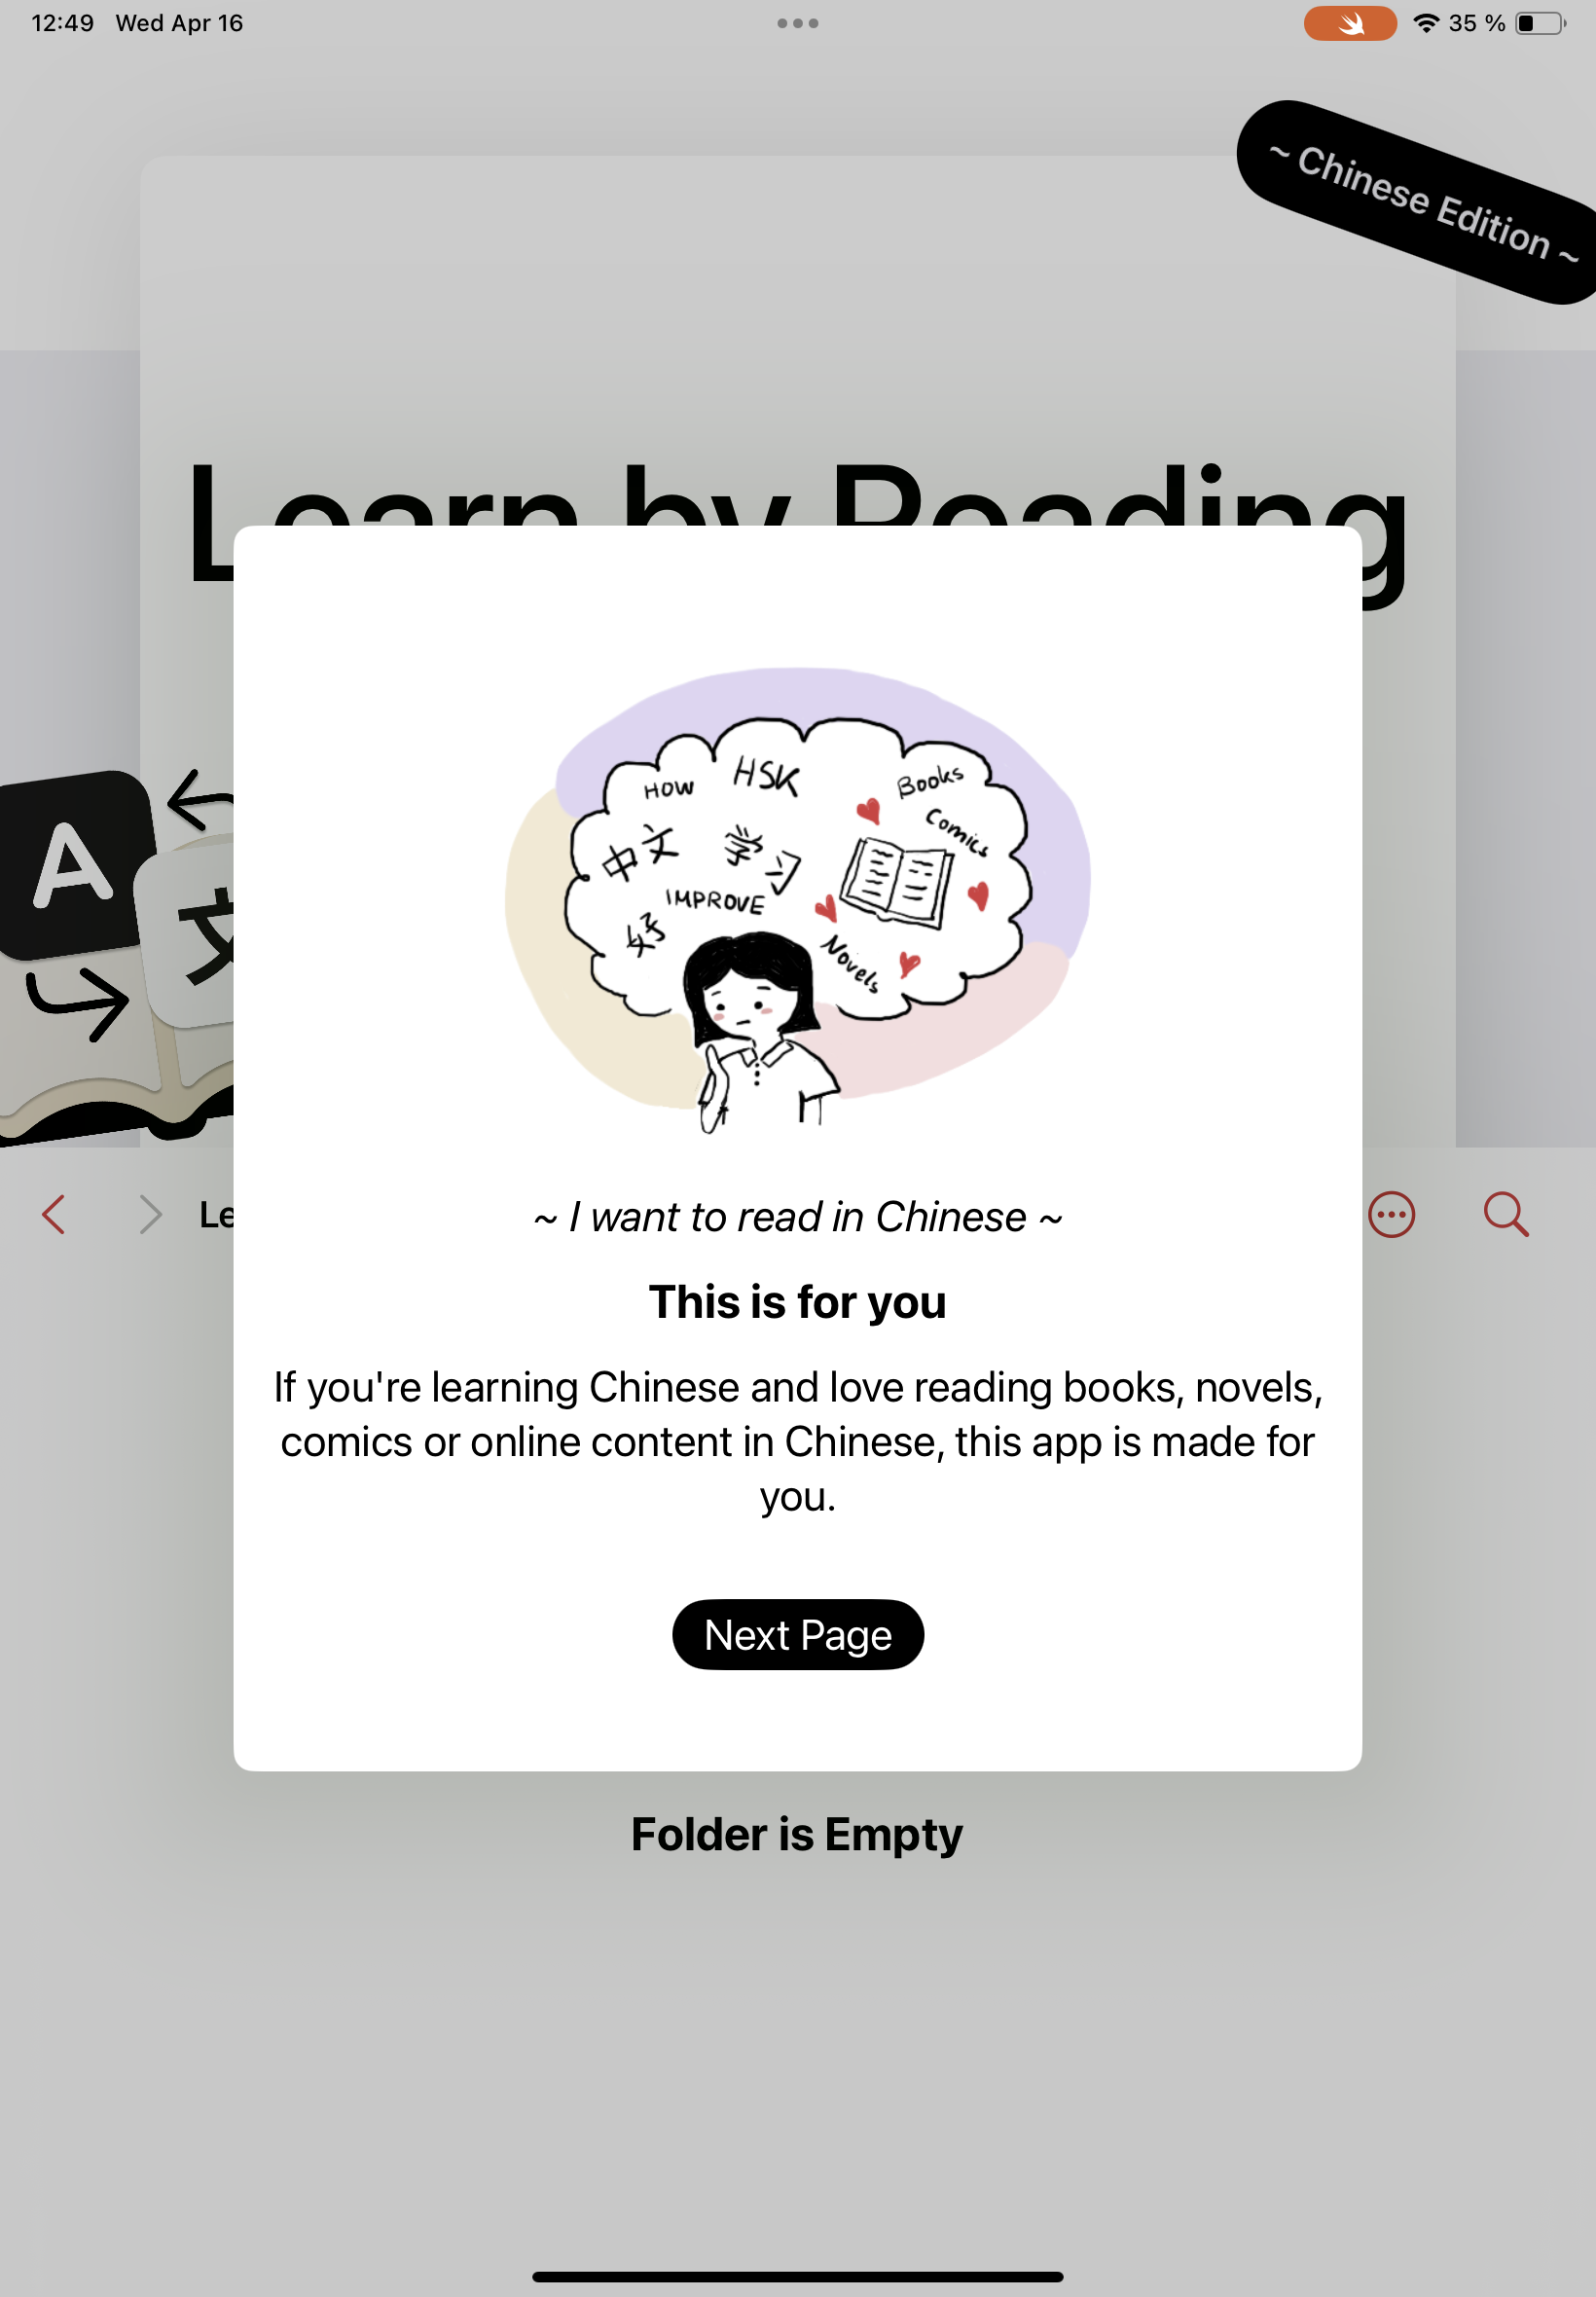 12:49 Wed Apr 16
35 %
~ Chinese Edition ~
Learn by Reading
A
文
HOW
HSK
Books
Comics
中文
学习
IMPROVE
好
Novels
Le
~ I want to read in Chinese ~
This is for you
If you're learning Chinese and love reading books, novels,
comics or online content in Chinese, this app is made for
you.
Next Page
Folder is Empty